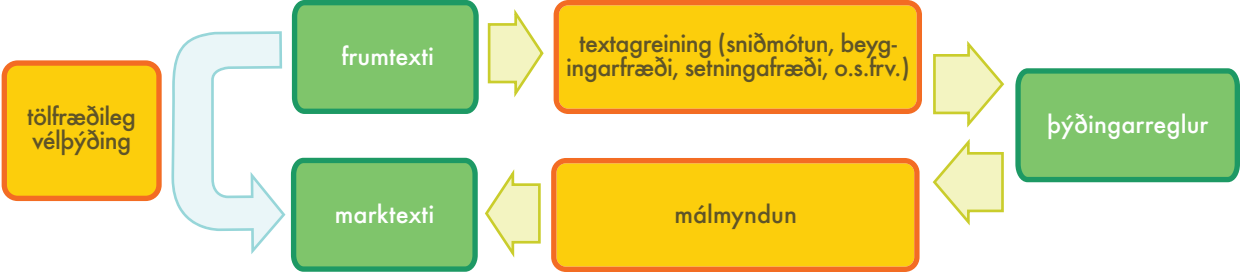 tölfræðileg
vélþýðing
frumtexti
textagreining (sniðmótun, beyg-
ingarfræði, setningafræði, o.s.frv.)
þýðingarreglur
málmyndun
marktexti